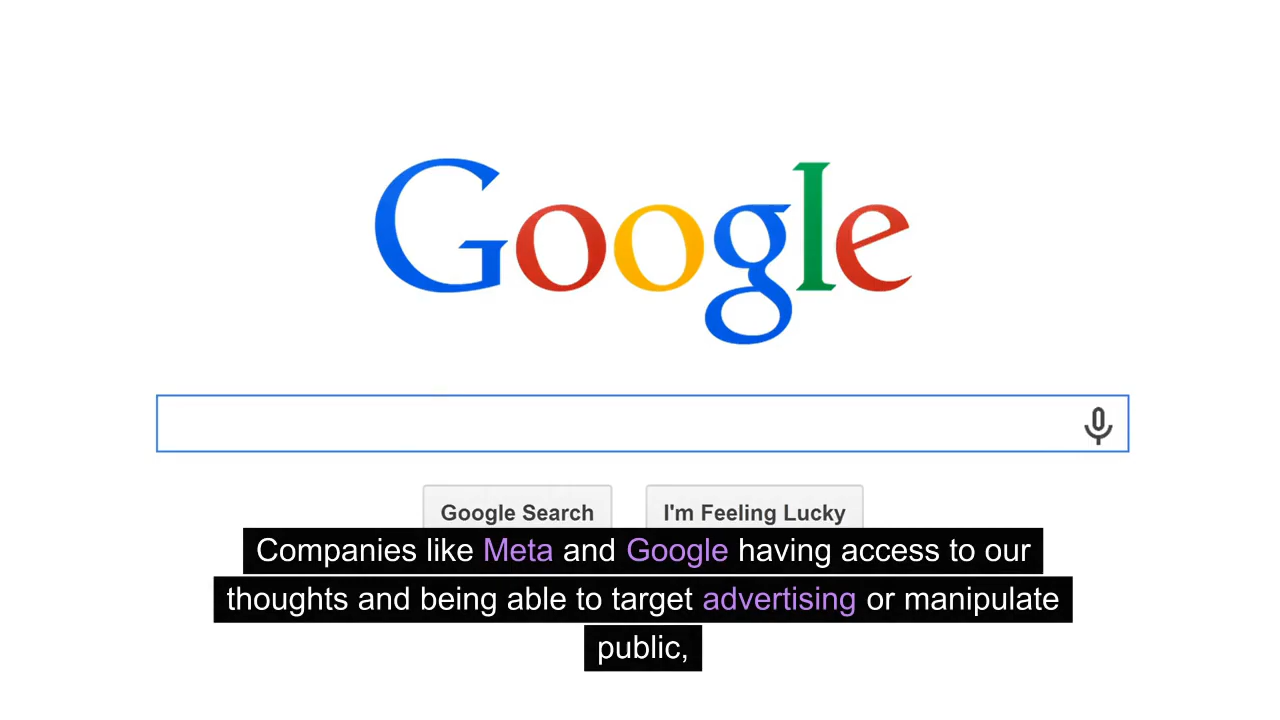 Google
Google Search I'm Feeling Lucky
Companies like Meta and Google having access to our
thoughts and being able to target advertising or manipulate
public,